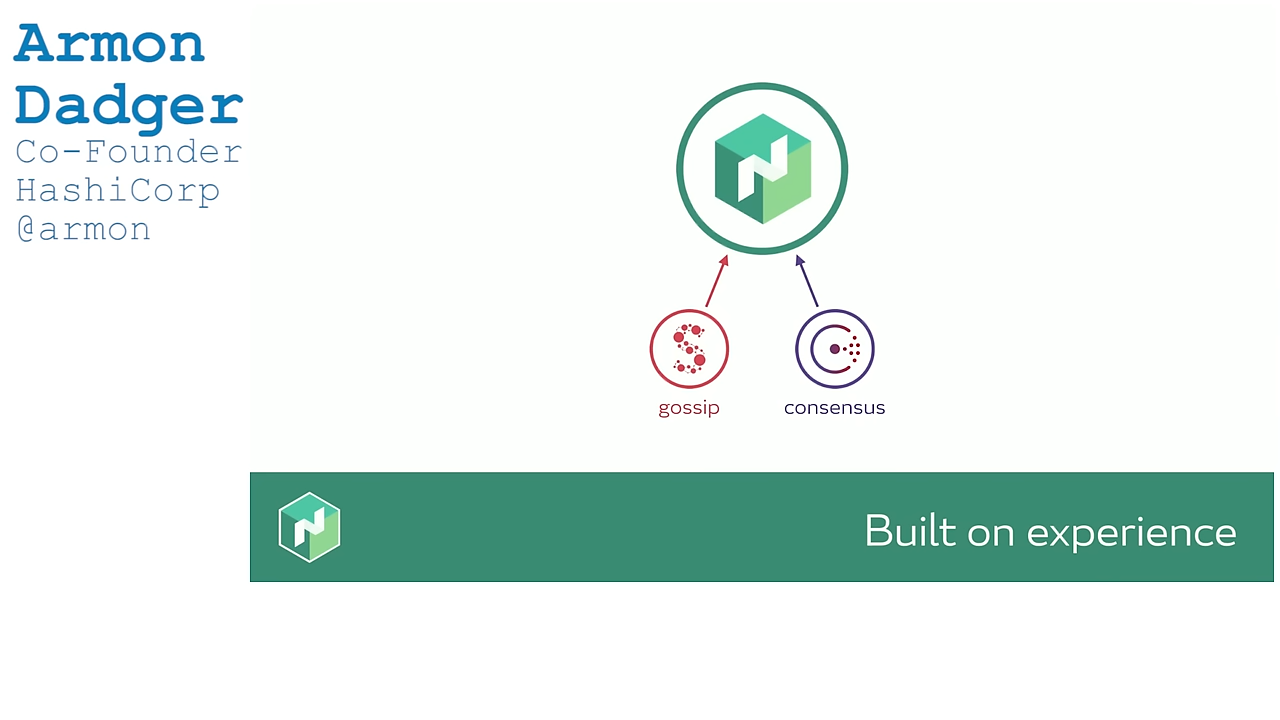 Armon
Dadger
Co-Founder
HashiCorp
@armon
gossip
consensus
Built on experience